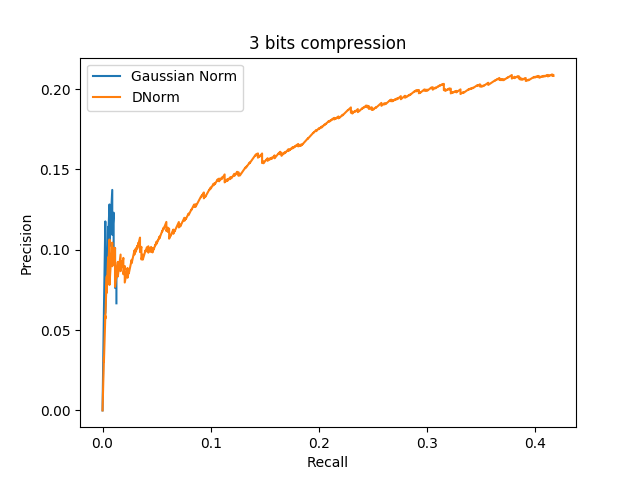 3 bits compression
Gaussian Norm
DNorm
0.20
0.15
0.10
0.05
0.00
Precision
0.0 0.1 0.2 0.3 0.4
Recall